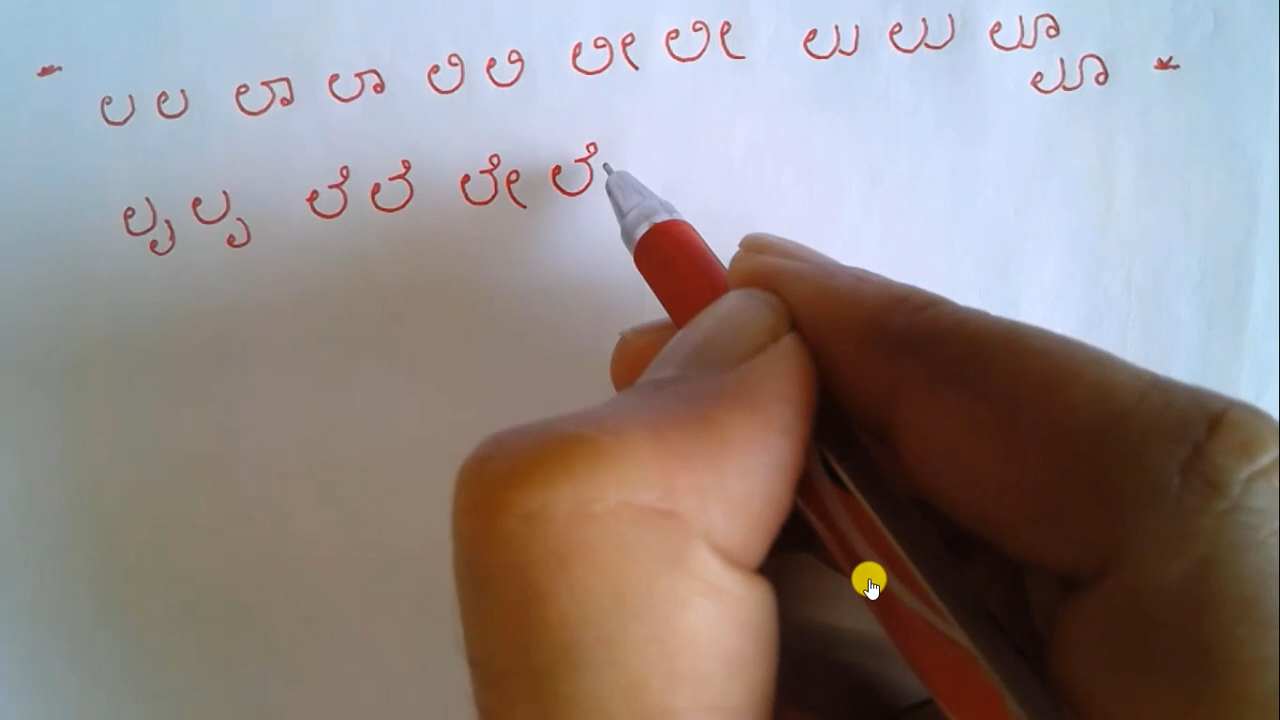 ಲ ಲ ಲಾ ಲಾ ಲಿ ಲಿ ಲೀ ಲೀ ಲು ಲು ಲೂ
ಲೂ
ಲೃ ಲೃ ಲೆ ಲೆ ಲೇ ಲೆ